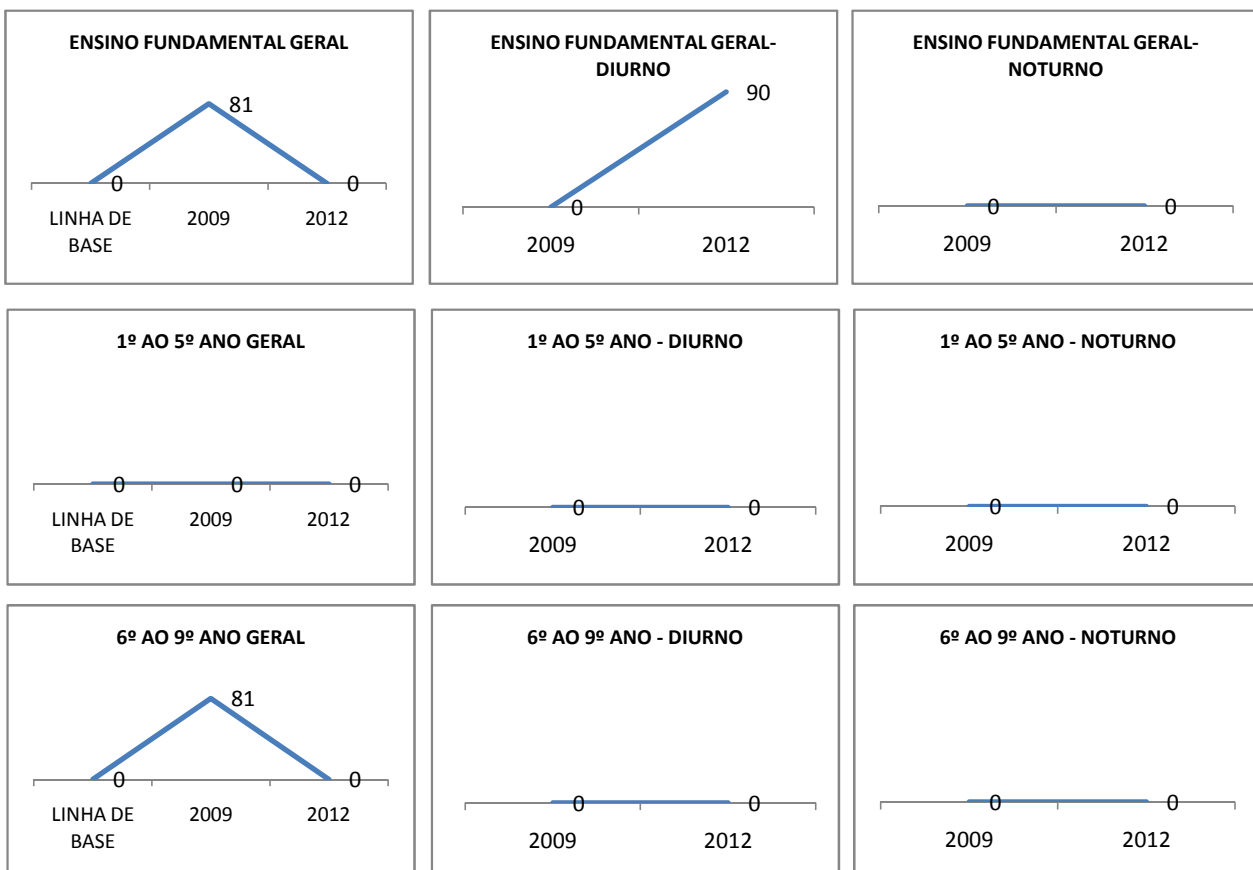 ENSINO FUNDAMENTAL GERAL
81
0
0
LINHA DE
BASE
2009
2012
ENSINO FUNDAMENTAL GERAL-
DIURNO
90
0
2009
2012
ENSINO FUNDAMENTAL GERAL-
NOTURNO
0
0
2009
2012
1º AO 5º ANO GERAL
0
0
0
LINHA DE
BASE
2009
2012
1º AO 5º ANO - DIURNO
0
0
2009
2012
1º AO 5º ANO - NOTURNO
0
0
2009
2012
6º AO 9º ANO GERAL
81
0
0
LINHA DE
BASE
2009
2012
6º AO 9º ANO - DIURNO
0
0
2009
2012
6º AO 9º ANO - NOTURNO
0
0
2009
2012